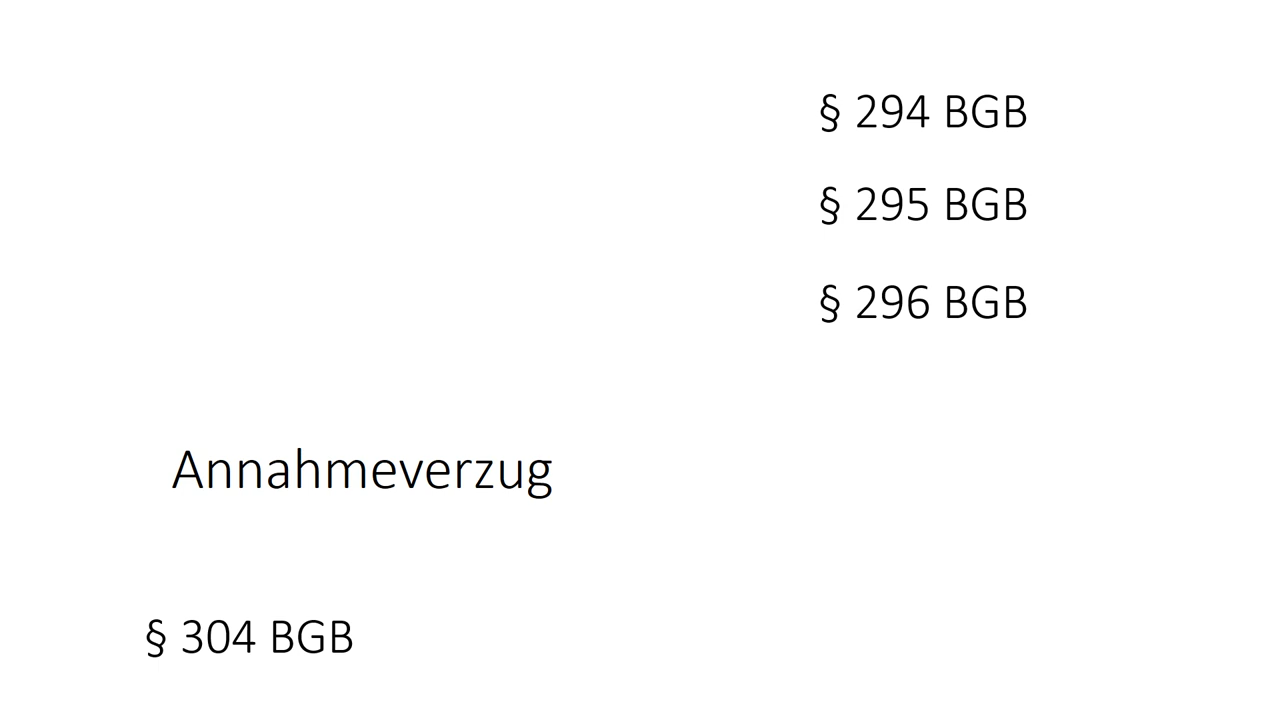 § 294 BGB
§ 295 BGB
§ 296 BGB
Annahmeverzug
§ 304 BGB